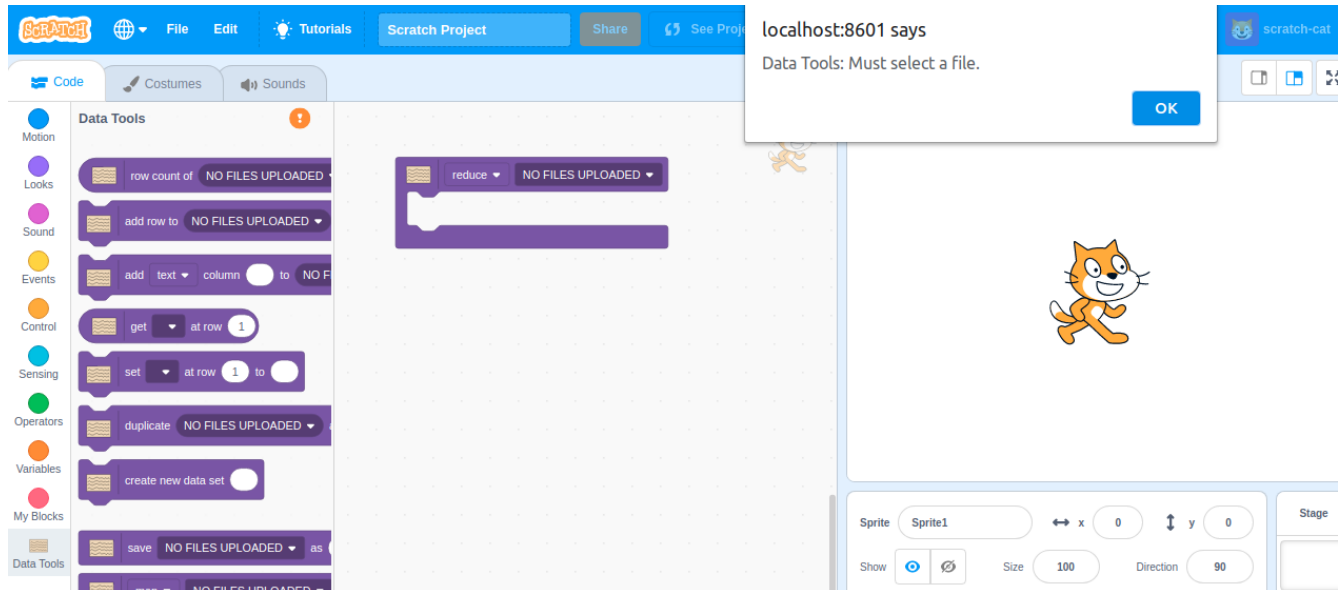 SCRATCH File Edit Tutorials Scratch Project Share See Proje scratch-cat
localhost:8601 says
Data Tools: Must select a file.
OK
Code Costumes Sounds
Motion
Looks
Sound
Events
Control
Sensing
Operators
Variables
My Blocks
Data Tools
Data Tools
row count of NO FILES UPLOADED
add row to NO FILES UPLOADED
add text column to NO F
get at row 1
set at row 1 to
duplicate NO FILES UPLOADED
create new data set
save NO FILES UPLOADED as
NO FILES UPLOADED
reduce NO FILES UPLOADED
Sprite Sprite1 x 0 y 0
Show Size 100 Direction 90
Stage